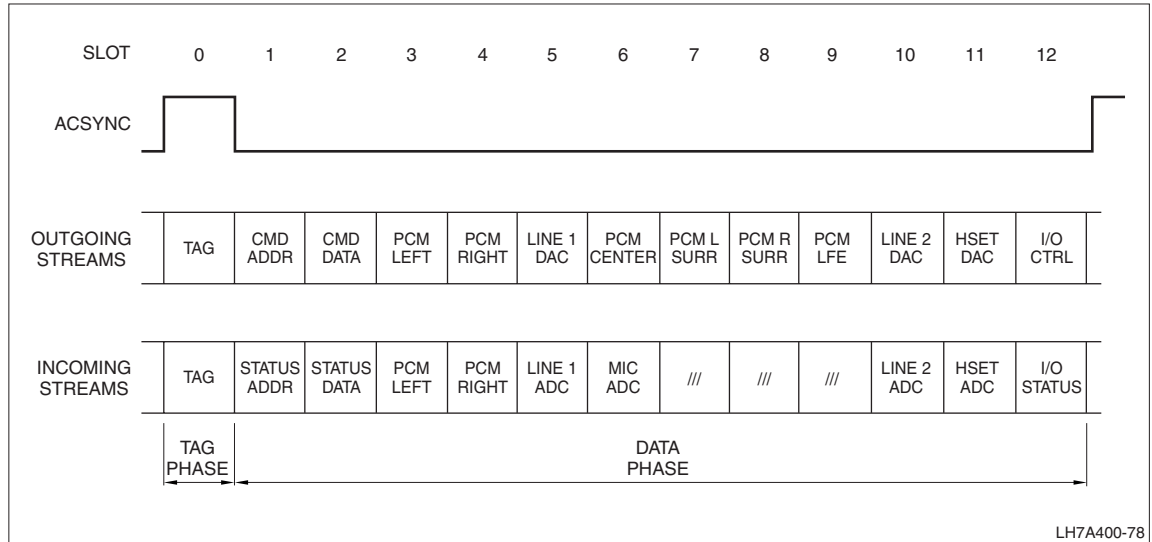 SLOT 0 1 2 3 4 5 6 7 8 9 10 11 12
ACSYNC
OUTGOING STREAMS
TAG
CMD ADDR
CMD DATA
PCM LEFT
PCM RIGHT
LINE 1 DAC
PCM CENTER
PCM L SURR
PCM R SURR
PCM LFE
LINE 2 DAC
HSET DAC
I/O CTRL
INCOMING STREAMS
TAG
STATUS ADDR
STATUS DATA
PCM LEFT
PCM RIGHT
LINE 1 ADC
MIC ADC
///
///
///
LINE 2 ADC
HSET ADC
I/O STATUS
TAG PHASE
DATA PHASE
LH7A400-78